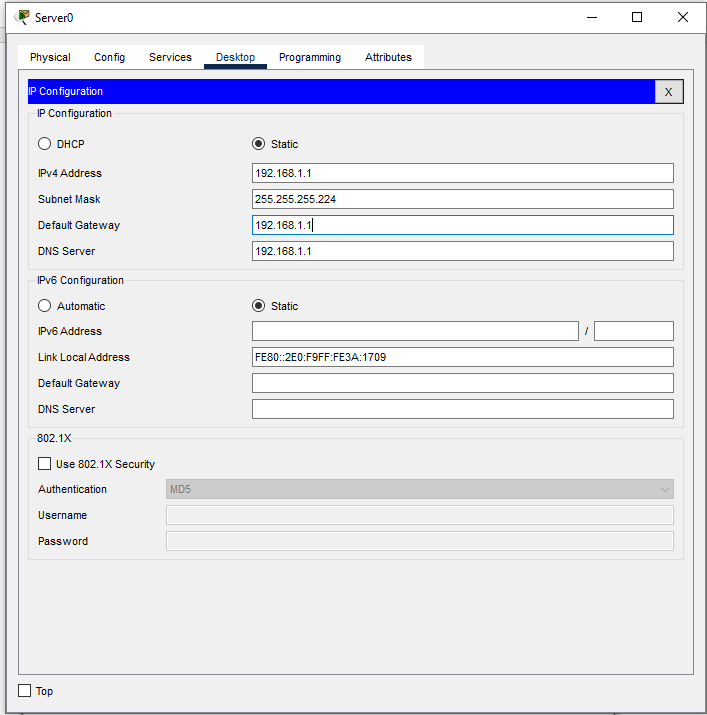 Server0
Physical Config Services Desktop Programming Attributes
IP Configuration X
IP Configuration
DHCP Static
IPv4 Address 192.168.1.1
Subnet Mask 255.255.255.224
Default Gateway 192.168.1.1
DNS Server 192.168.1.1
IPv6 Configuration
Automatic Static
IPv6 Address /
Link Local Address FE80::2E0:F9FF:FE3A:1709
Default Gateway
DNS Server
802.1X
Use 802.1X Security
Authentication MD5
Username
Password
Top